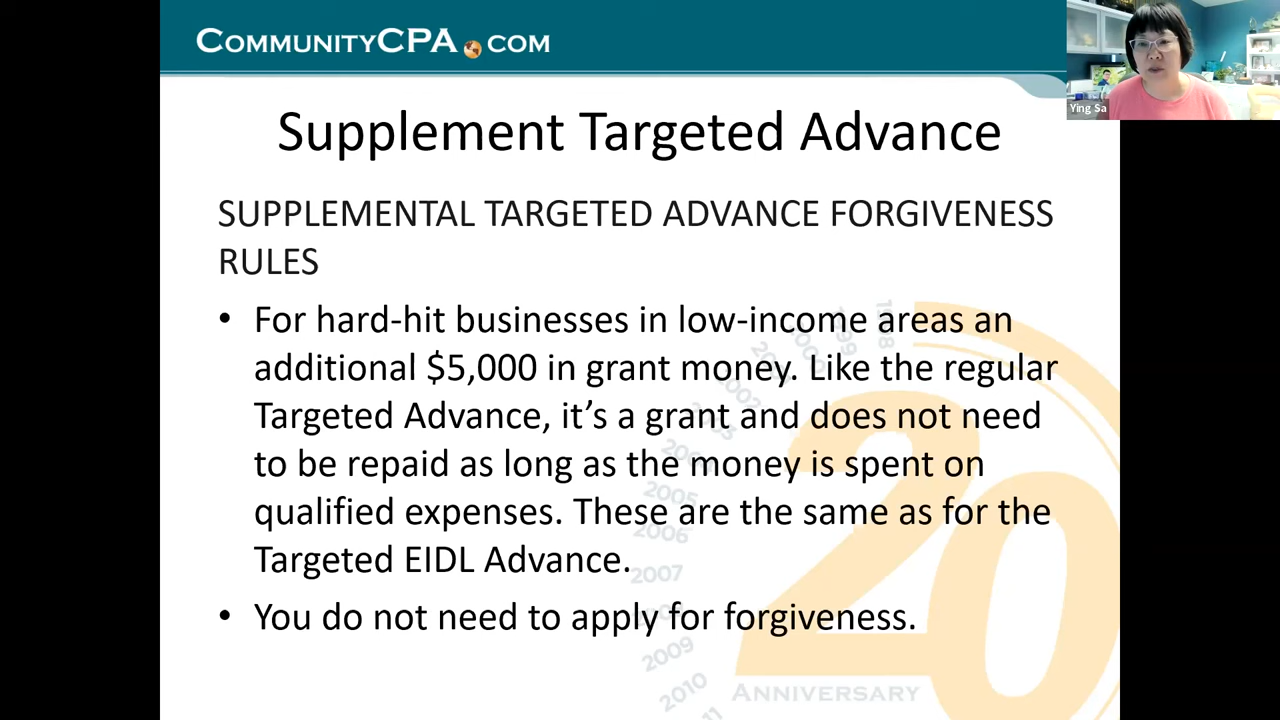 COMMUNITYCPA.COM
Ying Sa
Supplement Targeted Advance
SUPPLEMENTAL TARGETED ADVANCE FORGIVENESS
RULES
• For hard-hit businesses in low-income areas an
additional $5,000 in grant money. Like the regular
Targeted Advance, it’s a grant and does not need
to be repaid as long as the money is spent on
qualified expenses. These are the same as for the
Targeted EIDL Advance.
• You do not need to apply for forgiveness.
1998
1999
2002
2005
2006
2007
2009
2010
11
20
ANNIVERSARY